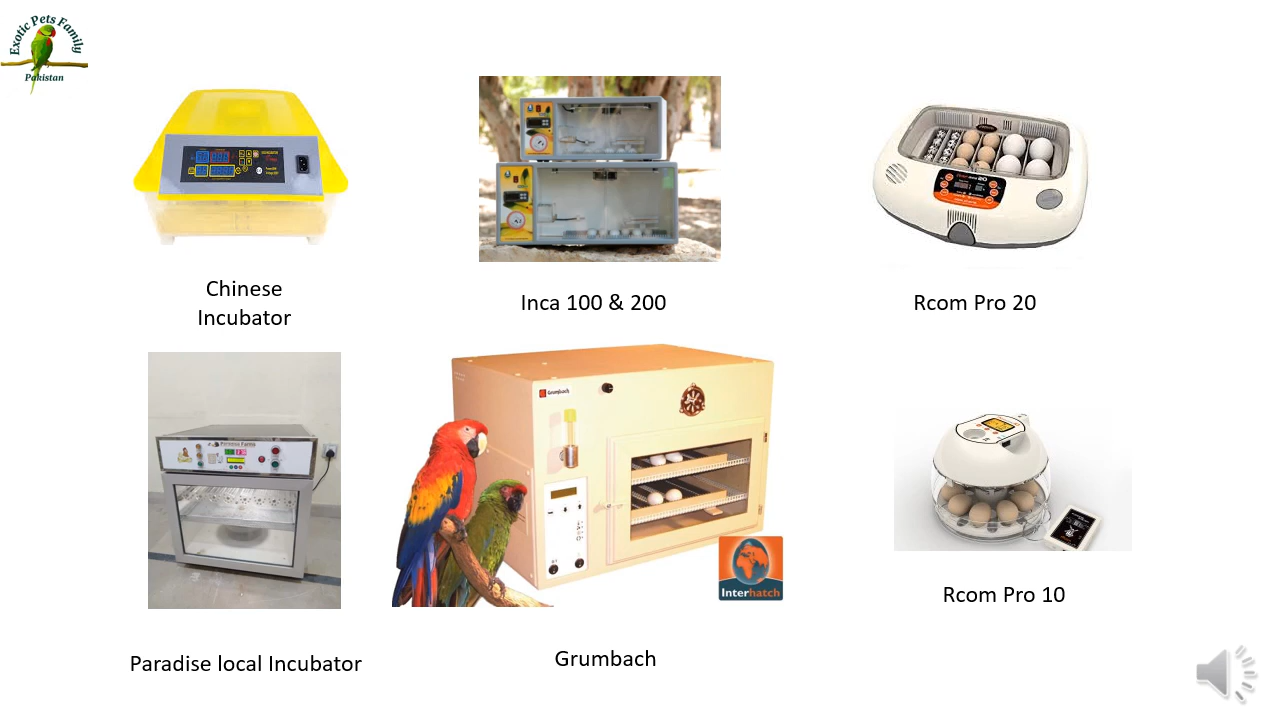 Exotic Pets Family
Pakistan
Chinese
Incubator
Inca 100 & 200
Rcom Pro 20
Grumbach
Interhatch
Rcom Pro 10
Paradise local Incubator
Grumbach